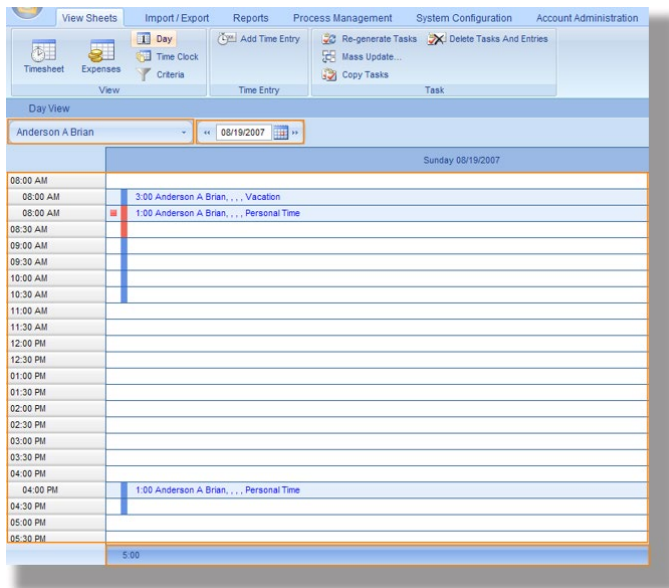 View Sheets Import / Export Reports Process Management System Configuration Account Administration
Timesheet
Expenses
Day
Time Clock
Criteria
View
Add Time Entry
Time Entry
Re-generate Tasks
Mass Update...
Copy Tasks
Delete Tasks And Entries
Task
Day View
Anderson A Brian
08/19/2007
Sunday 08/19/2007
08:00 AM
08:00 AM 3:00 Anderson A Brian, , , , Vacation
08:00 AM 1:00 Anderson A Brian, , , , Personal Time
08:30 AM
09:00 AM
09:30 AM
10:00 AM
10:30 AM
11:00 AM
11:30 AM
12:00 PM
12:30 PM
01:00 PM
01:30 PM
02:00 PM
02:30 PM
03:00 PM
03:30 PM
04:00 PM
04:00 PM 1:00 Anderson A Brian, , , , Personal Time
04:30 PM
05:00 PM
05:30 PM
5:00